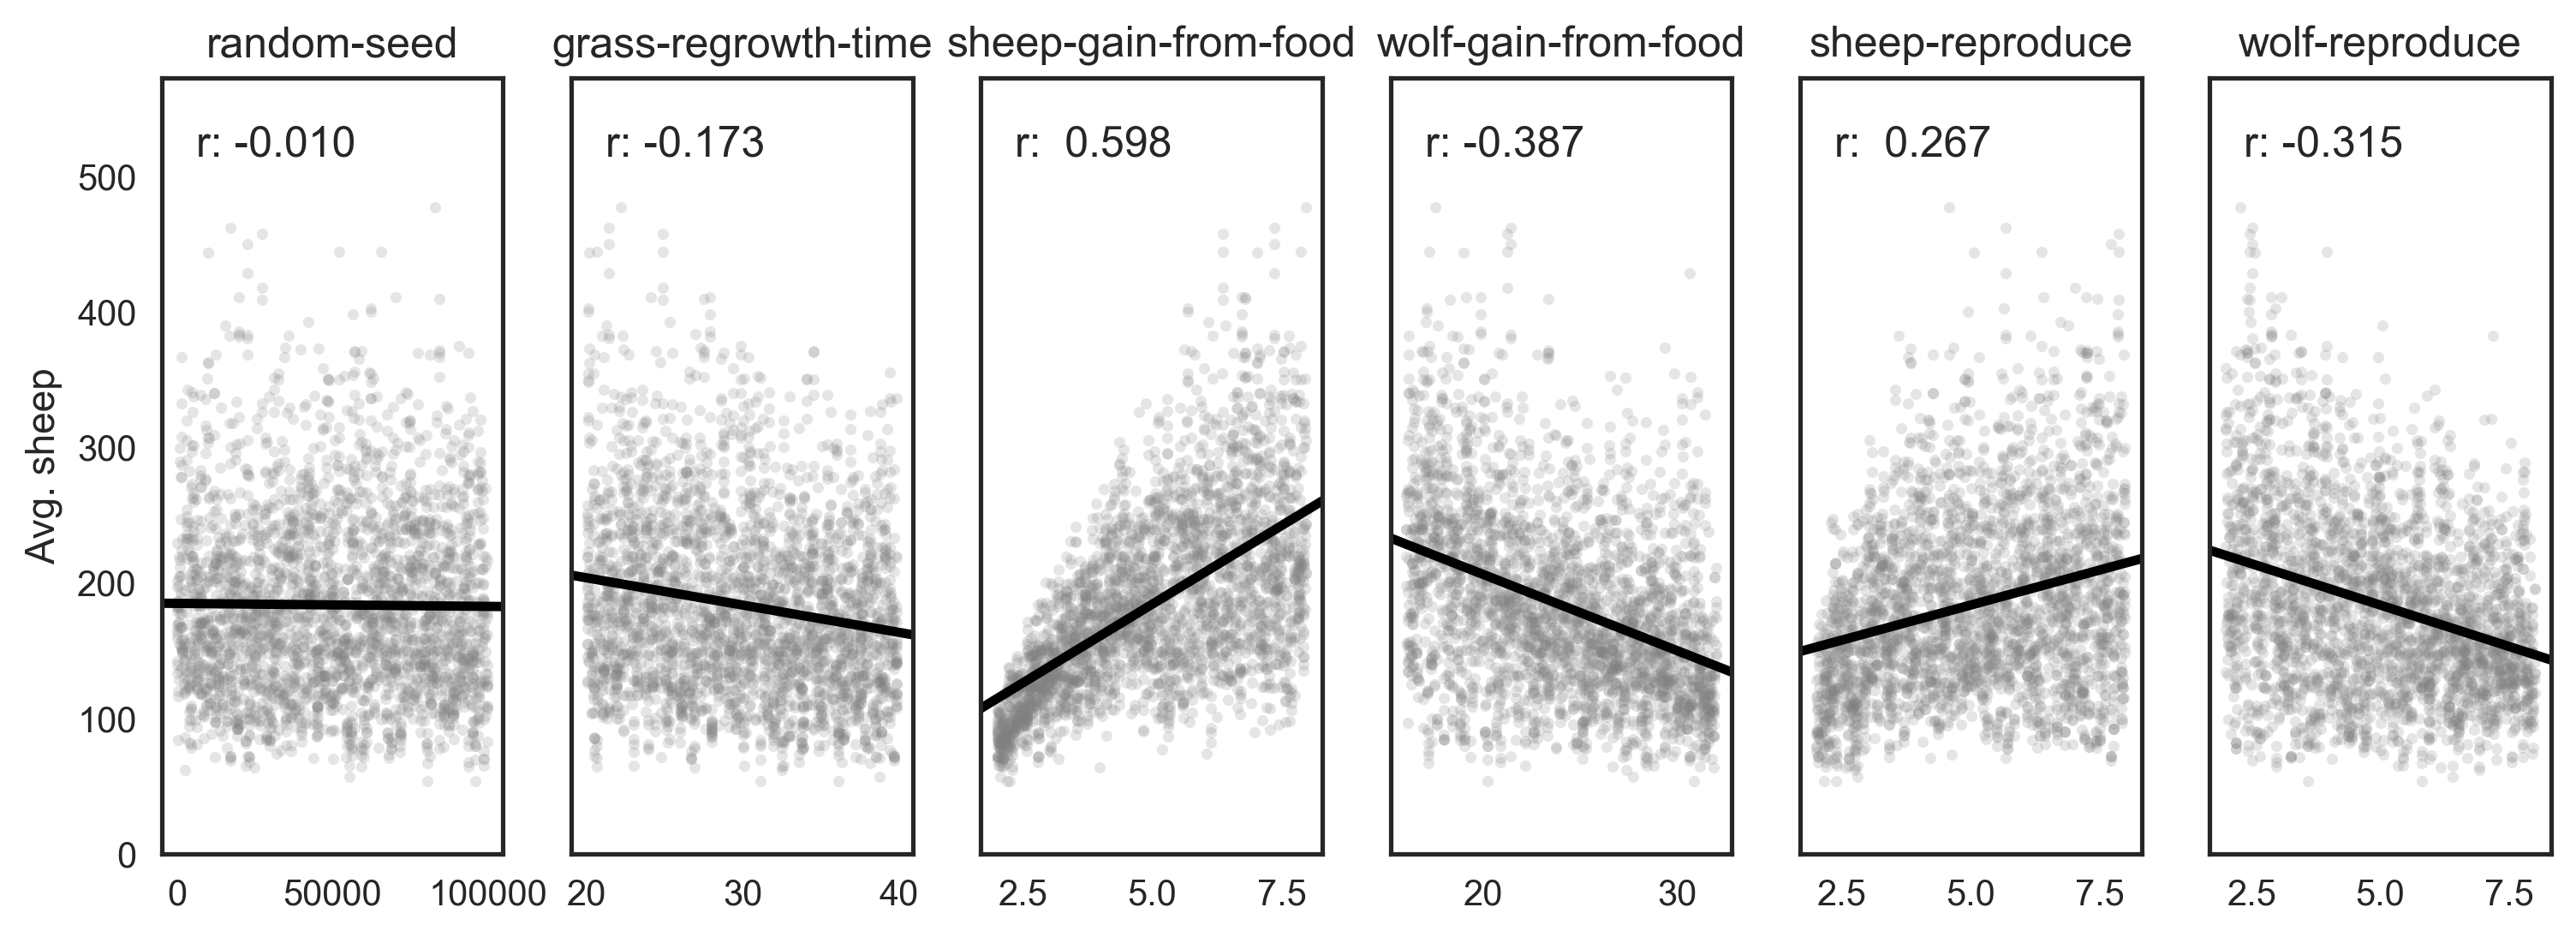 random-seed grass-regrowth-time sheep-gain-from-food wolf-gain-from-food sheep-reproduce wolf-reproduce
r: -0.010 r: -0.173 r:  0.598 r: -0.387 r:  0.267 r: -0.315
500
400
300
200
100
0
Avg. sheep
0 50000 100000 20 30 40 2.5 5.0 7.5 20 30 2.5 5.0 7.5 2.5 5.0 7.5